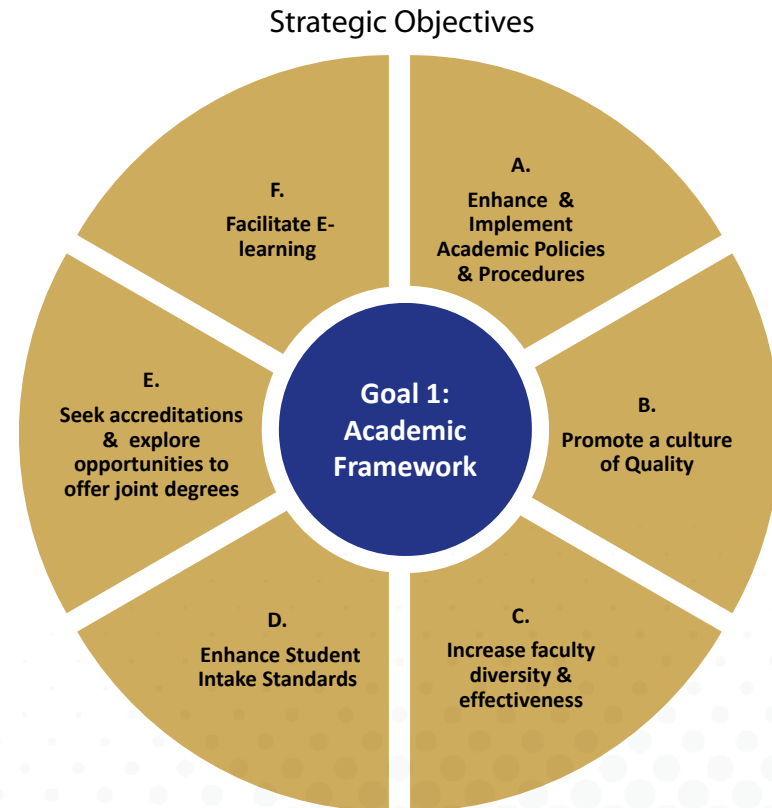 Strategic Objectives
A.
Enhance & 
Implement
Academic Policies
& Procedures
B.
Promote a culture
of Quality
C.
Increase faculty
diversity &
effectiveness
D.
Enhance Student
Intake Standards
E.
Seek accreditations
& explore
opportunities to
offer joint degrees
F.
Facilitate E-
learning
Goal 1:
Academic
Framework